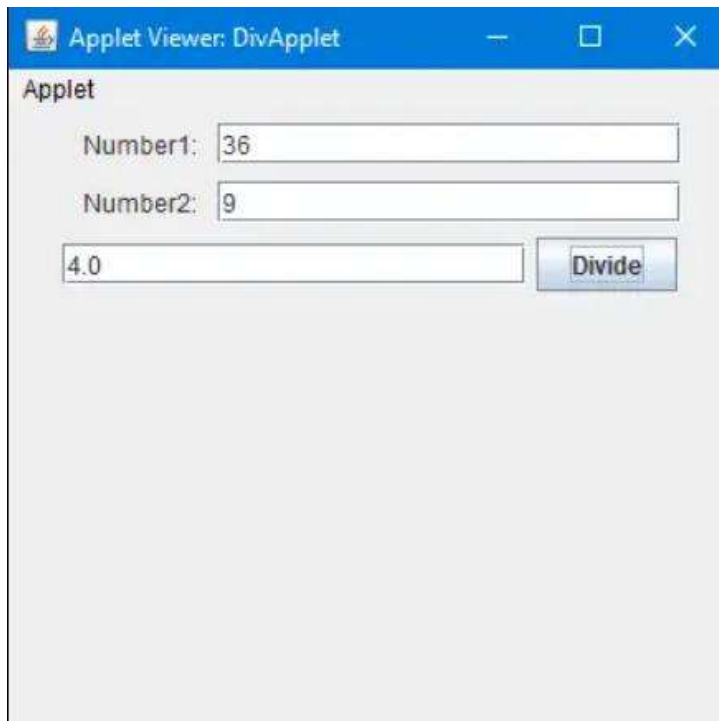 Applet Viewer: DivApplet
Applet
Number1: 36
Number2: 9
4.0 Divide